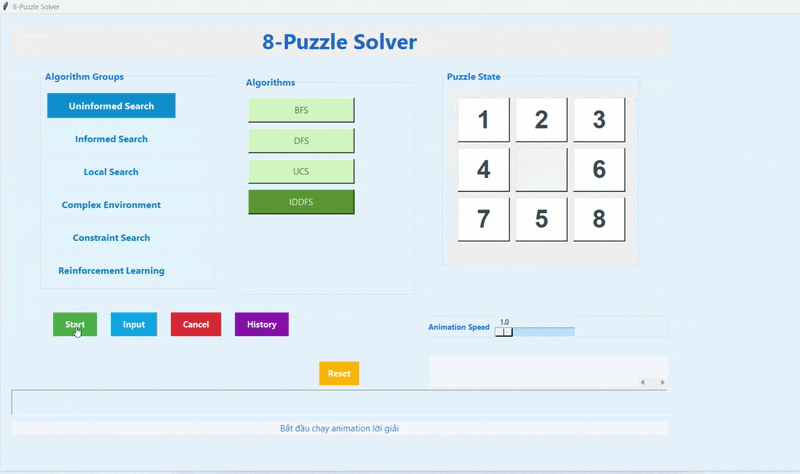 8-Puzzle Solver
8-Puzzle Solver
Algorithm Groups
Uninformed Search
Informed Search
Local Search
Complex Environment
Constraint Search
Reinforcement Learning
Algorithms
BFS
DFS
UCS
IDDFS
Puzzle State
1 2 3
4 6
7 5 8
Start Input Cancel History
Animation Speed 1.0
Reset
Bắt đầu chạy animation lời giải